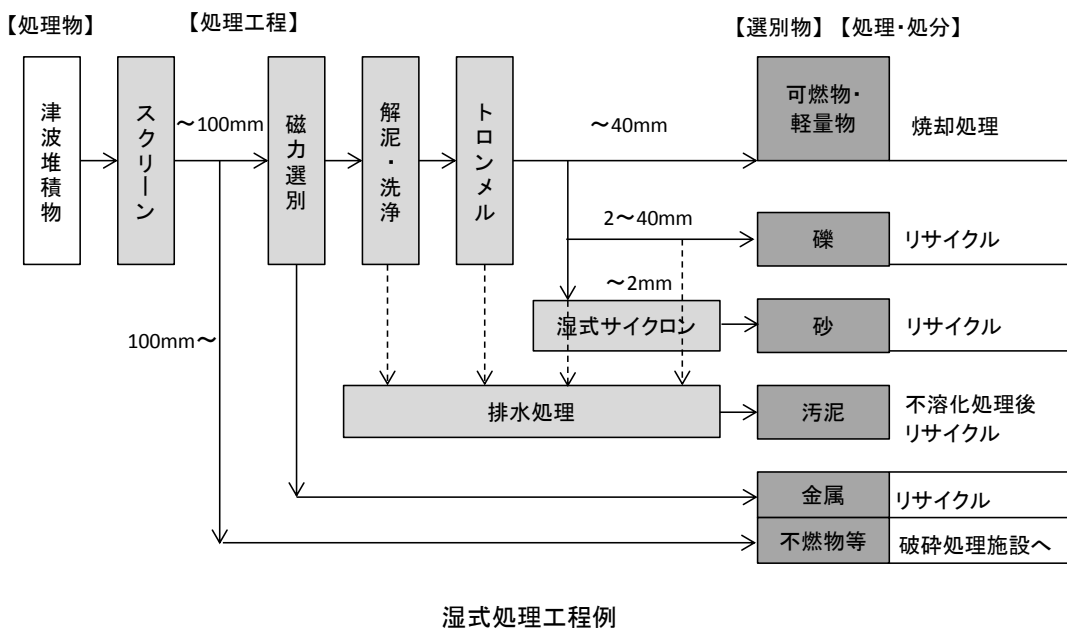 【処理物】
【処理工程】
【選別物】【処理・処分】
津波堆積物
スクリーン
～100mm
磁力選別
解泥・洗浄
トロンメル
～40mm
可燃物・
軽量物
焼却処理
2～40mm
礫
リサイクル
～2mm
湿式サイクロン
砂
リサイクル
100mm～
排水処理
汚泥
不溶化処理後
リサイクル
金属
リサイクル
不燃物等
破砕処理施設へ
湿式処理工程例